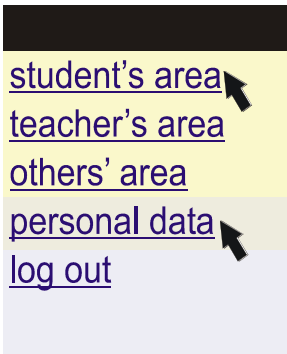 student’s area
teacher’s area
others’ area
personal data
log out